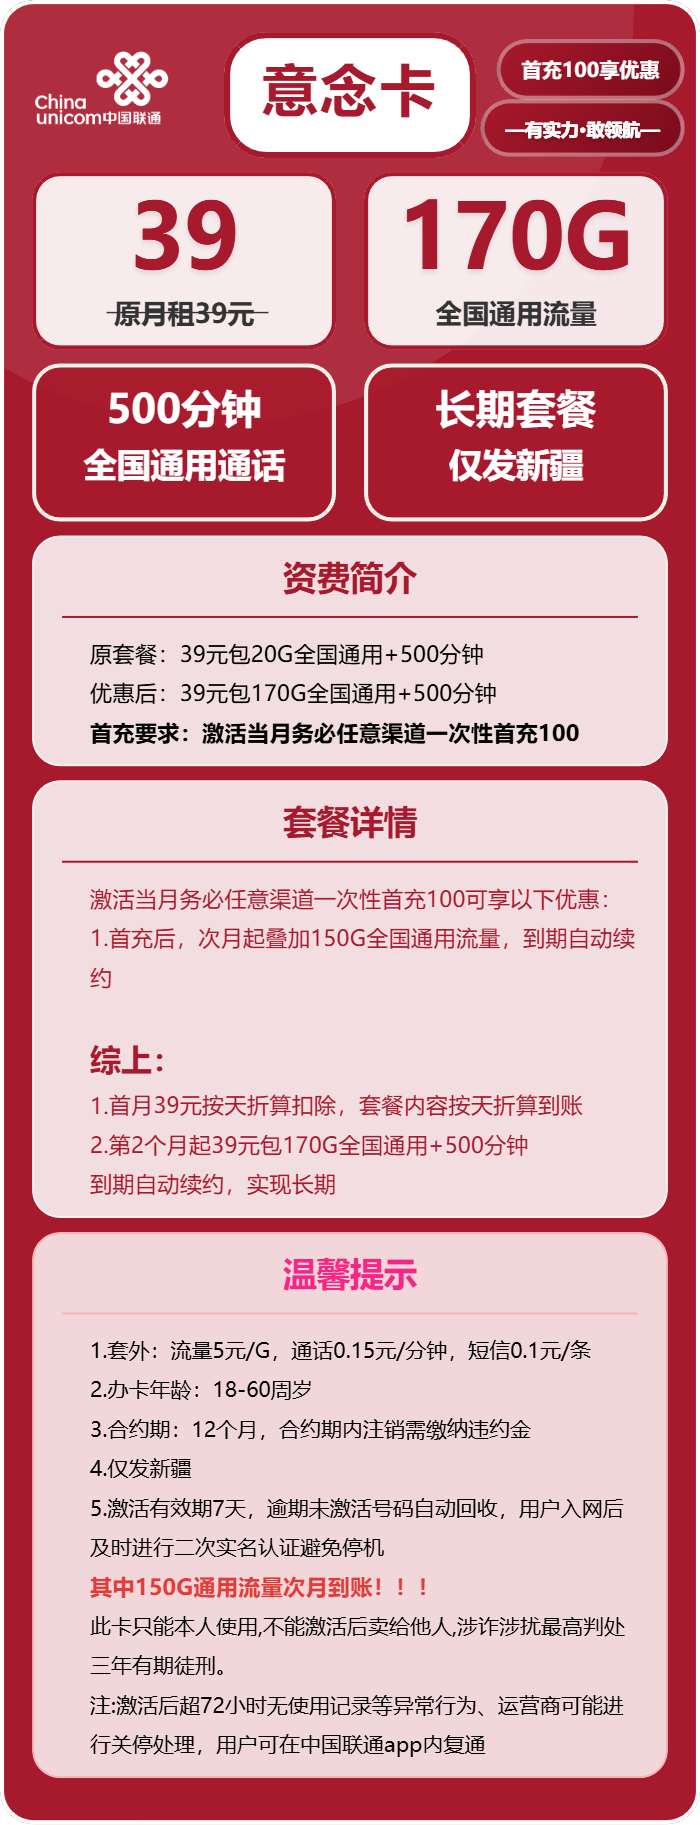 China
unicom中国联通
意念卡
首充100享优惠
—有实力·敢领航—
39
原月租39元
170G
全国通用流量
500分钟
全国通用通话
长期套餐
仅发新疆
资费简介
原套餐：39元包20G全国通用+500分钟
优惠后：39元包170G全国通用+500分钟
首充要求：激活当月务必任意渠道一次性首充100
套餐详情
激活当月务必任意渠道一次性首充100可享以下优惠：
1.首充后，次月起叠加150G全国通用流量，到期自动续
约
综上：
1.首月39元按天折算扣除，套餐内容按天折算到账
2.第2个月起39元包170G全国通用+500分钟
到期自动续约，实现长期
温馨提示
1.套外：流量5元/G，通话0.15元/分钟，短信0.1元/条
2.办卡年龄：18-60周岁
3.合约期：12个月，合约期内注销需缴纳违约金
4.仅发新疆
5.激活有效期7天，逾期未激活号码自动回收，用户入网后
及时进行二次实名认证避免停机
其中150G通用流量次月到账！！！
此卡只能本人使用,不能激活后卖给他人,涉诈涉扰最高判处
三年有期徒刑。
注:激活后超72小时无使用记录等异常行为、运营商可能进
行关停处理，用户可在中国联通app内复通